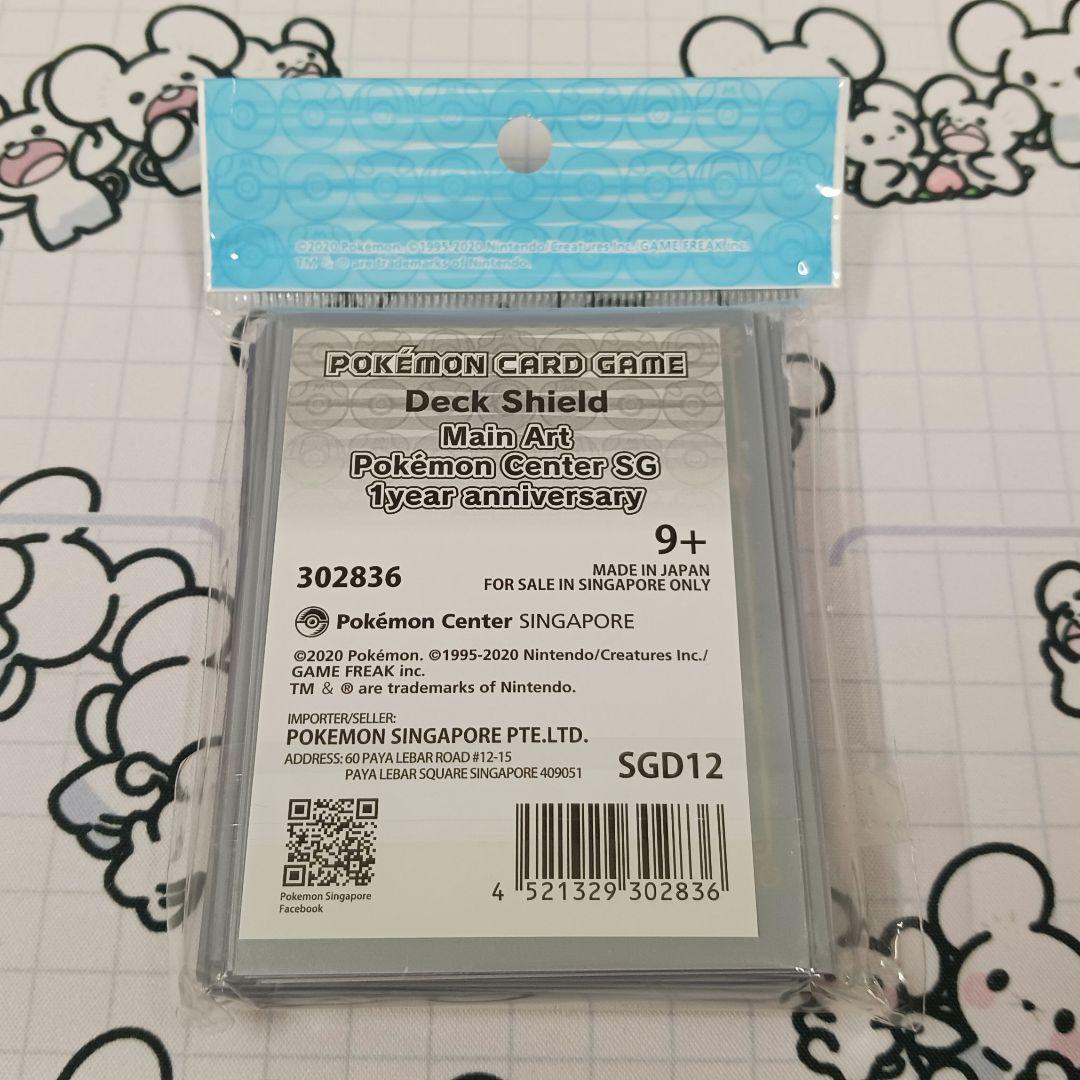 ©2020 Pokémon. ©1995-2020 Nintendo/Creatures Inc./GAME FREAK inc.
TM & ® are trademarks of Nintendo.
POKÉMON CARD GAME
Deck Shield
Main Art
Pokémon Center SG
1year anniversary
9+
302836
MADE IN JAPAN
FOR SALE IN SINGAPORE ONLY
Pokémon Center SINGAPORE
©2020 Pokémon. ©1995-2020 Nintendo/Creatures Inc./
GAME FREAK inc.
TM & ® are trademarks of Nintendo.
IMPORTER/SELLER:
POKEMON SINGAPORE PTE.LTD.
ADDRESS: 60 PAYA LEBAR ROAD #12-15
PAYA LEBAR SQUARE SINGAPORE 409051
SGD12
Pokemon Singapore
Facebook
4 521329 302836